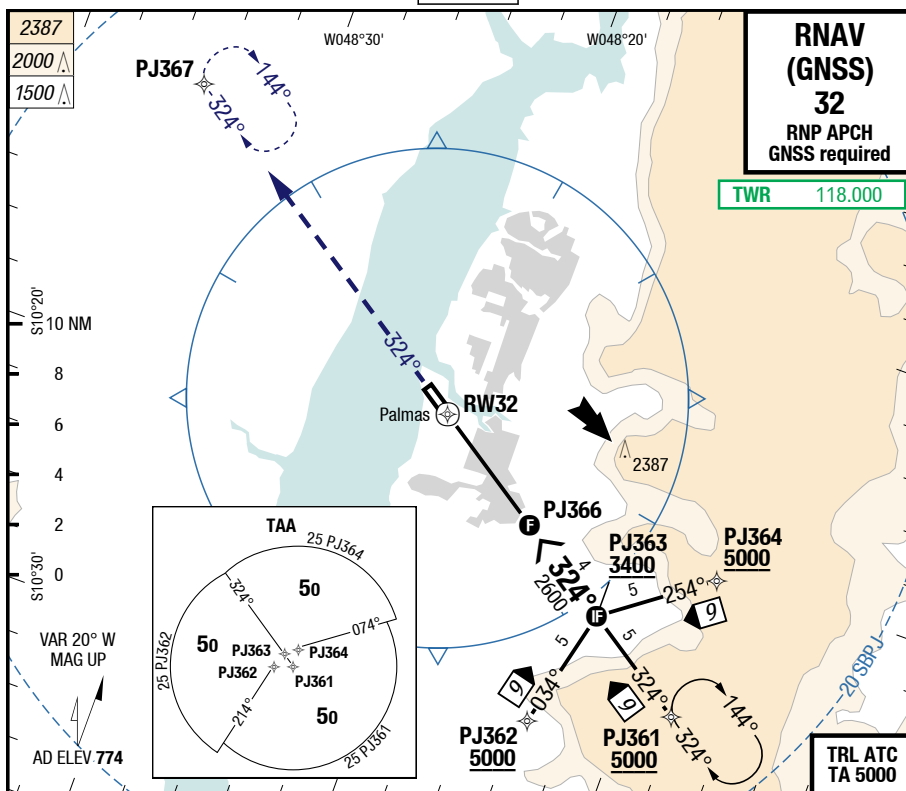 2387
2000
1500
W048°30'
W048°20'
RNAV
(GNSS)
32
RNP APCH
GNSS required
TWR 118.000
PJ367
144°
324°
S10°20'
10 NM
8
6
4
2
0
S10°30'
324°
Palmas
RW32
2387
PJ366
PJ363
3400
PJ364
5000
324°
4
2600
5
254°
6
5
5
6
034°
PJ362
5000
6
324°
PJ361
5000
144°
324°
20 SBPJ
TAA
25 PJ364
324°
50
074°
25 PJ362
50
PJ363
PJ364
PJ362
PJ361
214°
50
25 PJ361
VAR 20° W
MAG UP
AD ELEV 774
TRL ATC
TA 5000